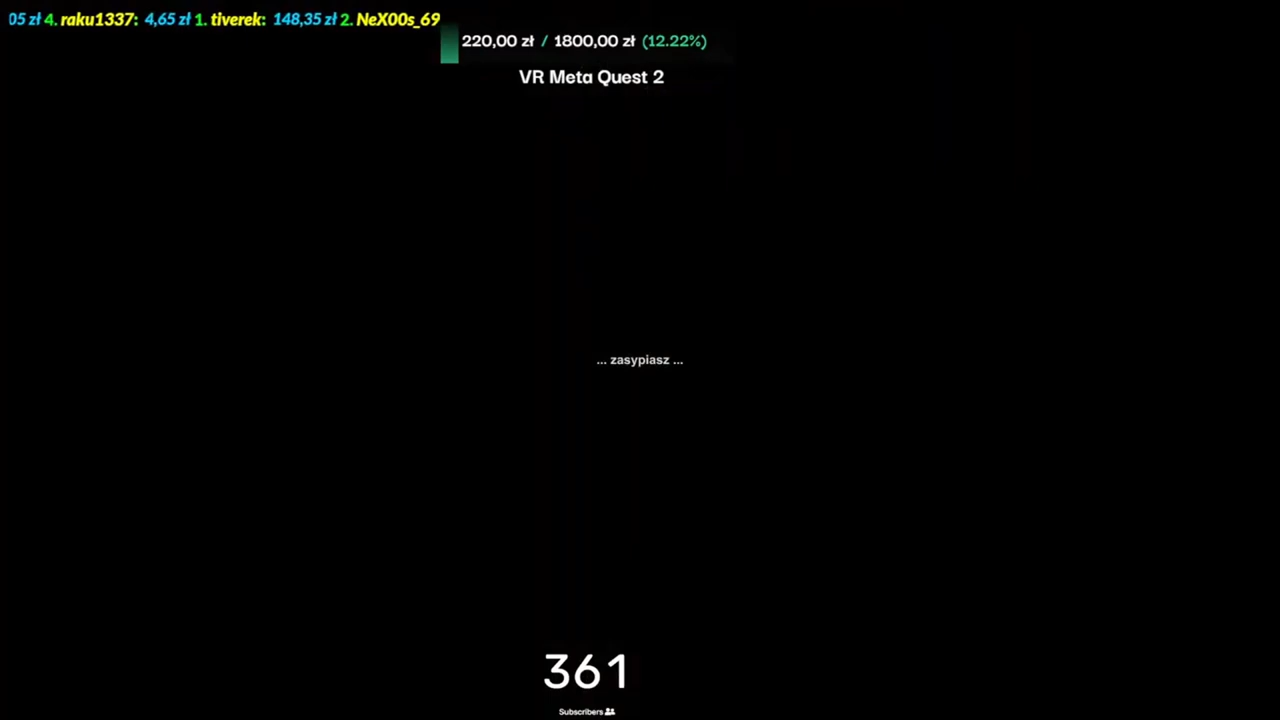 05 zł 4. raku1337: 4,65 zł 1. tiverek: 148,35 zł 2. NeX00s_69
220,00 zł / 1800,00 zł (12.22%)
VR Meta Quest 2
... zasypiasz ...
361
Subscribers